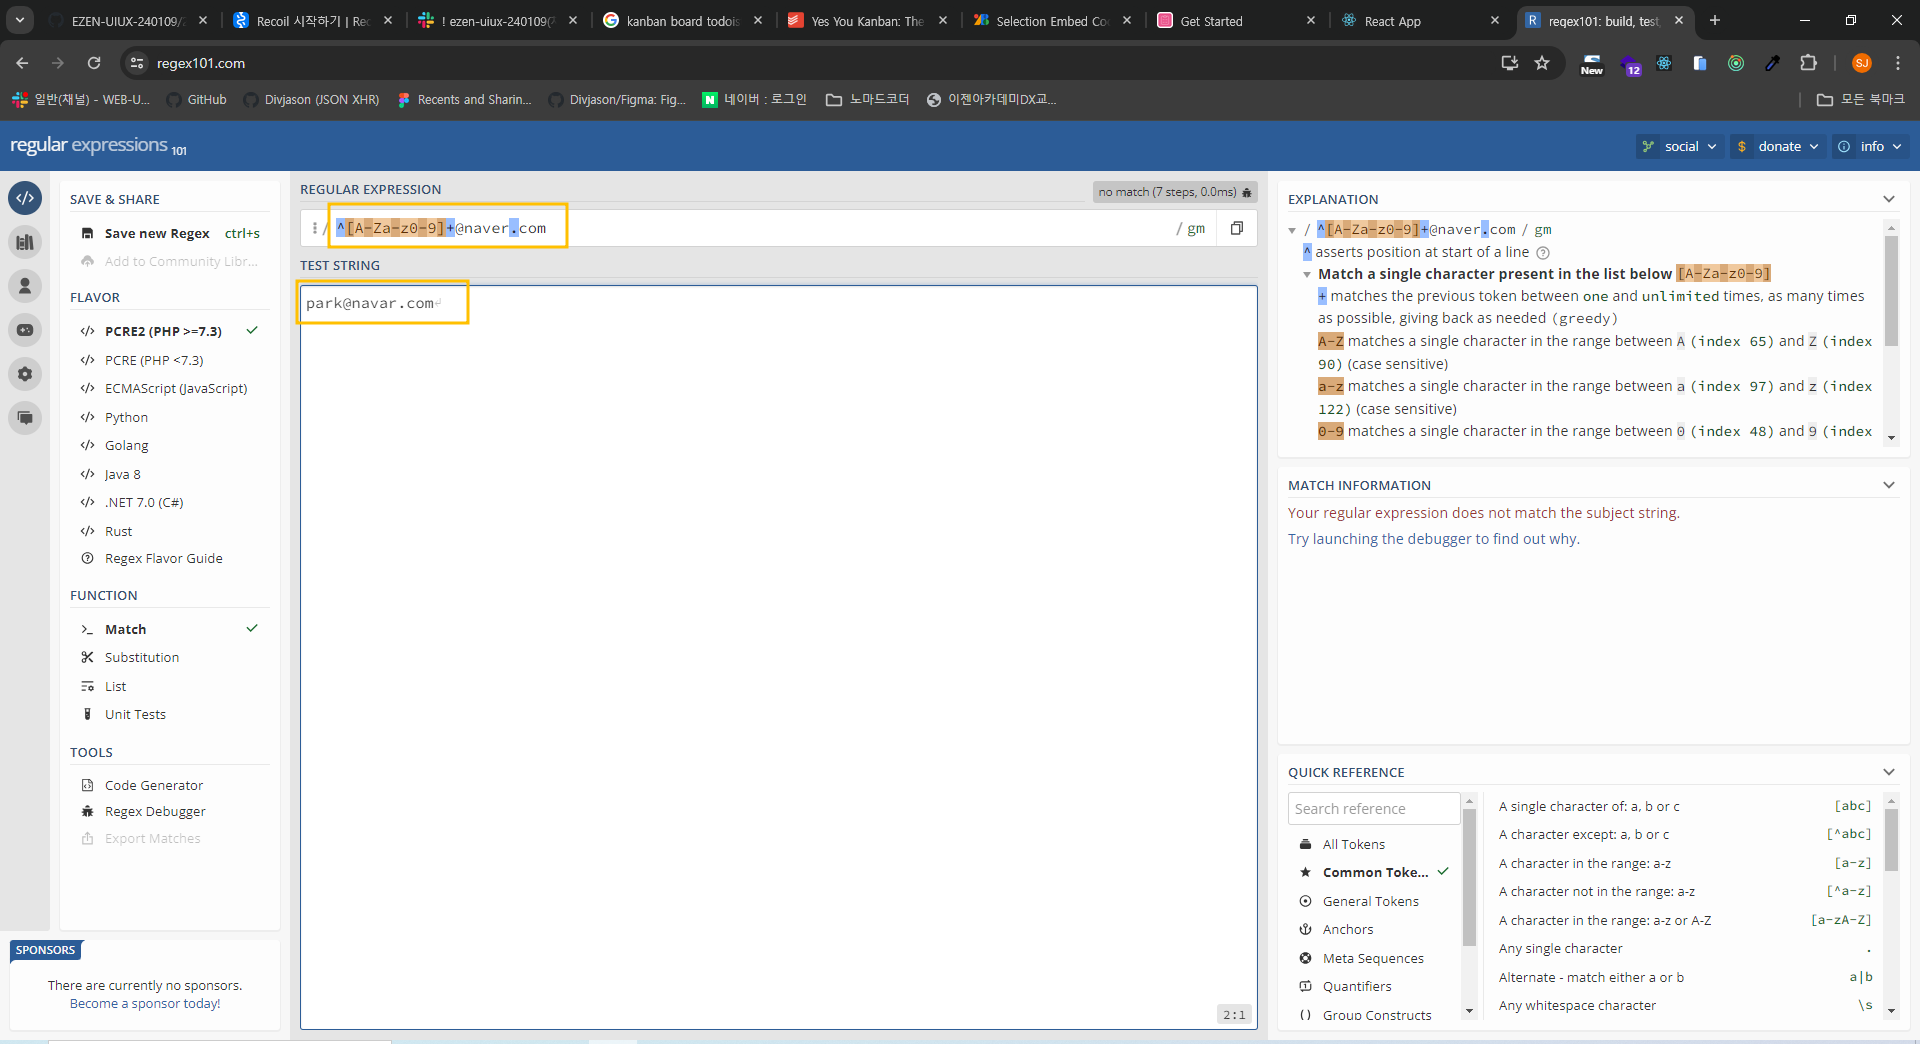 EZEN-UIUX-240109/
Recoil 시작하기 | Rec
! ezen-uiux-240109(
kanban board todois
Yes You Kanban: The
Selection Embed Co
Get Started
React App
regex101: build, test,
regex101.com
New
12
SJ
일반(채널) - WEB-U...
GitHub
Divjason (JSON XHR)
Recents and Sharin...
Divjason/Figma: Fig...
네이버 : 로그인
노마드코더
이젠아카데미DX교...
모든 북마크
regular expressions 101
social
$ donate
info
SAVE & SHARE
Save new Regex ctrl+s
Add to Community Libr...
FLAVOR
</> PCRE2 (PHP >=7.3)
</> PCRE (PHP <7.3)
</> ECMAScript (JavaScript)
</> Python
</> Golang
</> Java 8
</> .NET 7.0 (C#)
</> Rust
Regex Flavor Guide
FUNCTION
Match
Substitution
List
Unit Tests
TOOLS
Code Generator
Regex Debugger
Export Matches
SPONSORS
There are currently no sponsors.
Become a sponsor today!
REGULAR EXPRESSION
no match (7 steps, 0.0ms)
/ ^[A-Za-z0-9]+@naver.com / gm
TEST STRING
park@navar.com
2:1
EXPLANATION
/ ^[A-Za-z0-9]+@naver.com / gm
^ asserts position at start of a line
Match a single character present in the list below [A-Za-z0-9]
+ matches the previous token between one and unlimited times, as many times
as possible, giving back as needed (greedy)
A-Z matches a single character in the range between A (index 65) and Z (index
90) (case sensitive)
a-z matches a single character in the range between a (index 97) and z (index
122) (case sensitive)
0-9 matches a single character in the range between 0 (index 48) and 9 (index
MATCH INFORMATION
Your regular expression does not match the subject string.
Try launching the debugger to find out why.
QUICK REFERENCE
Search reference
All Tokens
Common Toke...
General Tokens
Anchors
Meta Sequences
Quantifiers
Group Constructs
A single character of: a, b or c [abc]
A character except: a, b or c [^abc]
A character in the range: a-z [a-z]
A character not in the range: a-z [^a-z]
A character in the range: a-z or A-Z [a-zA-Z]
Any single character .
Alternate - match either a or b a|b
Any whitespace character \s